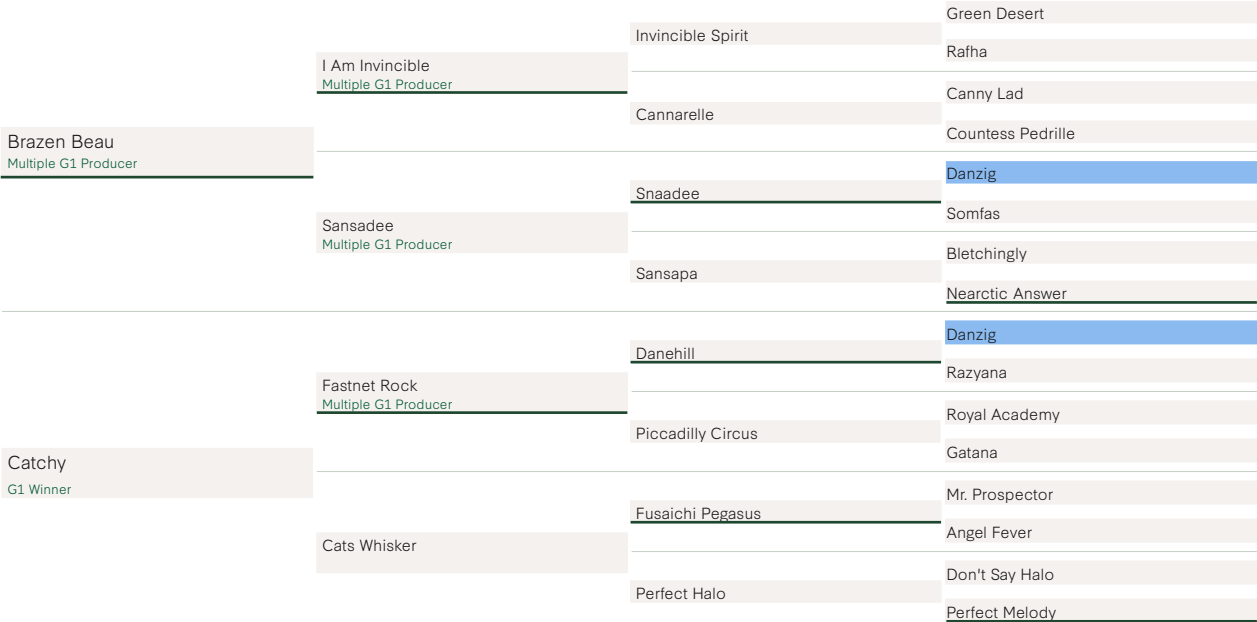 Brazen Beau
Multiple G1 Producer
Catchy
G1 Winner
I Am Invincible
Multiple G1 Producer
Sansadee
Multiple G1 Producer
Fastnet Rock
Multiple G1 Producer
Cats Whisker
Invincible Spirit
Cannarelle
Snaadee
Sansapa
Danehill
Piccadilly Circus
Fusaichi Pegasus
Perfect Halo
Green Desert
Rafha
Canny Lad
Countess Pedrille
Danzig
Somfas
Bletchingly
Nearctic Answer
Danzig
Razyana
Royal Academy
Gatana
Mr. Prospector
Angel Fever
Don't Say Halo
Perfect Melody